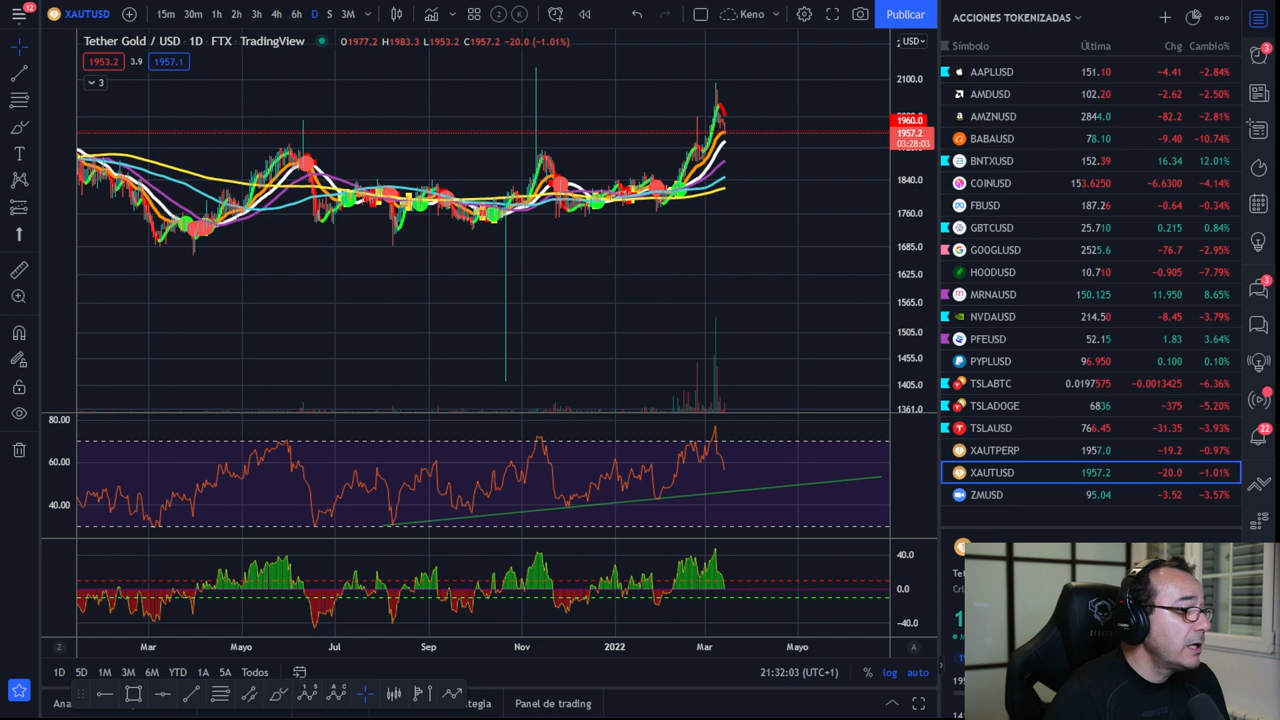 12
XAUTUSD
15m 30m 1h 2h 3h 4h 6h D S 3M
2 K
Keno
Publicar
Tether Gold / USD · 1D · FTX · TradingView
O1977.2 H1983.3 L1953.2 C1957.2 -20.0 (-1.01%)
1953.2 3.9 1957.1
3
USD
2100.0
1960.0
1957.2
03:28:03
1840.0
1760.0
1685.0
1625.0
1565.0
1505.0
1455.0
1405.0
1361.0
80.00
60.00
40.00
40.0
0.0
-40.0
Z Mar Mayo Jul Sep Nov 2022 Mar Mayo A
1D 5D 1M 3M 6M YTD 1A 5A Todos
21:32:03 (UTC+1) % log auto
Ana
tegia
Panel de trading
ACCIONES TOKENIZADAS
Símbolo Última Chg Cambio%
AAPLUSD 151.10 -4.41 -2.84%
AMDUSD 102.20 -2.62 -2.50%
AMZNUSD 2844.0 -82.2 -2.81%
BABAUSD 78.10 -9.40 -10.74%
BNTXUSD 152.39 16.34 12.01%
COINUSD 153.6250 -6.6300 -4.14%
FBUSD 187.26 -0.64 -0.34%
GBTCUSD 25.710 0.215 0.84%
GOOGLUSD 2525.6 -76.7 -2.95%
HOODUSD 10.710 -0.905 -7.79%
MRNAUSD 150.125 11.950 8.65%
NVDAUSD 214.50 -8.45 -3.79%
PFEUSD 52.15 1.83 3.64%
PYPLUSD 96.950 0.100 0.10%
TSLABTC 0.0197575 -0.0013425 -6.36%
TSLADOGE 6836 -375 -5.20%
TSLAUSD 766.45 -31.35 -3.93%
XAUTPERP 1957.0 -19.2 -0.97%
XAUTUSD 1957.2 -20.0 -1.01%
ZMUSD 95.04 -3.52 -3.57%
3
3
22